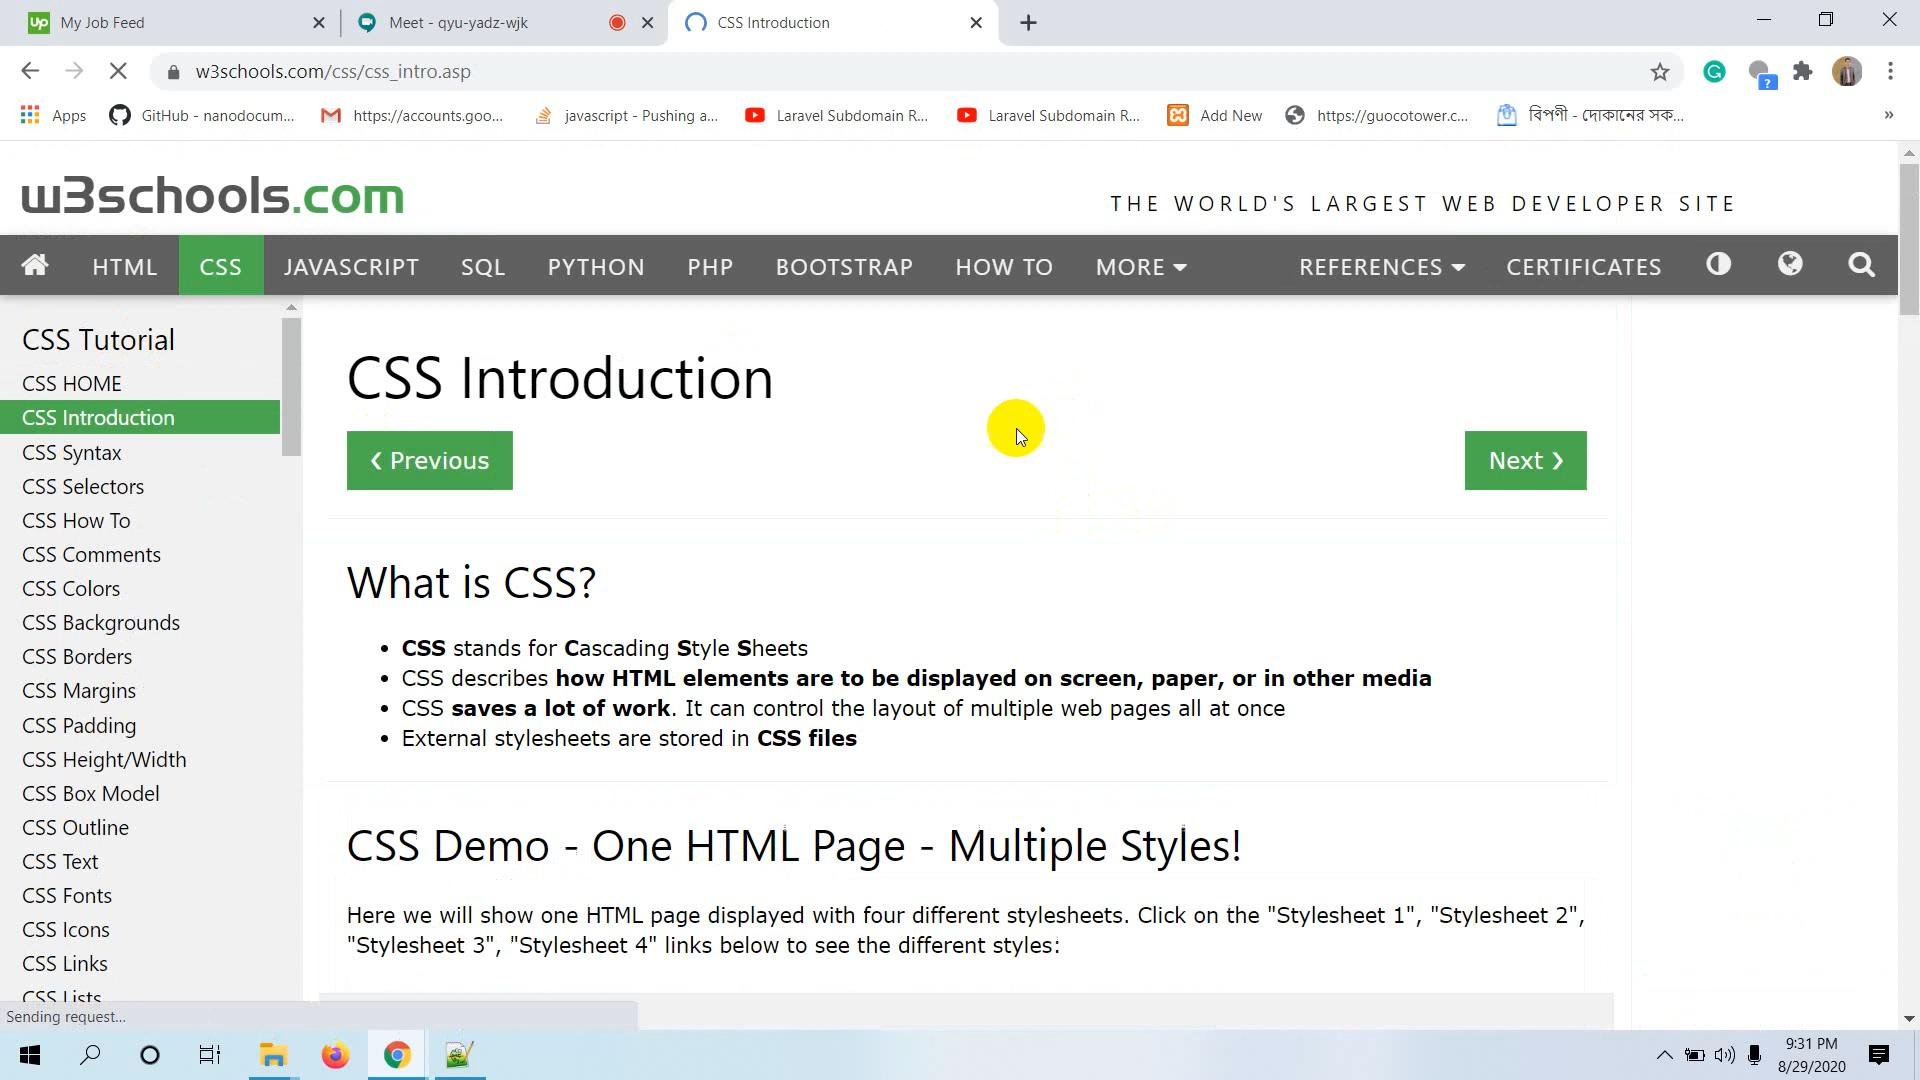 My Job Feed
Meet - qyu-yadz-wjk
CSS Introduction
w3schools.com/css/css_intro.asp
Apps
GitHub - nanodocum...
https://accounts.goo...
javascript - Pushing a...
Laravel Subdomain R...
Laravel Subdomain R...
Add New
https://guocotower.c...
বিপণী - দোকানের সক...
w3schools.com
THE WORLD'S LARGEST WEB DEVELOPER SITE
HTML CSS JAVASCRIPT SQL PYTHON PHP BOOTSTRAP HOW TO MORE REFERENCES CERTIFICATES
CSS Tutorial
CSS HOME
CSS Introduction
CSS Syntax
CSS Selectors
CSS How To
CSS Comments
CSS Colors
CSS Backgrounds
CSS Borders
CSS Margins
CSS Padding
CSS Height/Width
CSS Box Model
CSS Outline
CSS Text
CSS Fonts
CSS Icons
CSS Links
CSS Lists
CSS Introduction
❮ Previous
Next ❯
What is CSS?
• CSS stands for Cascading Style Sheets
• CSS describes how HTML elements are to be displayed on screen, paper, or in other media
• CSS saves a lot of work. It can control the layout of multiple web pages all at once
• External stylesheets are stored in CSS files
CSS Demo - One HTML Page - Multiple Styles!
Here we will show one HTML page displayed with four different stylesheets. Click on the "Stylesheet 1", "Stylesheet 2",
"Stylesheet 3", "Stylesheet 4" links below to see the different styles:
Sending request...
9:31 PM
8/29/2020